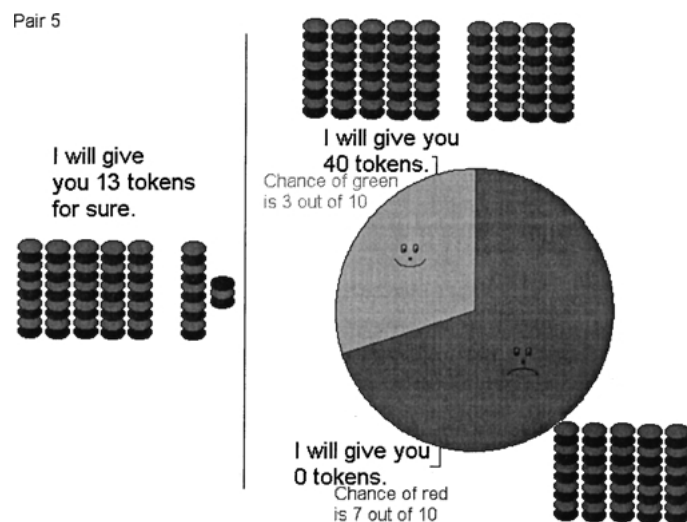 Pair 5
I will give
you 13 tokens
for sure.
I will give you
40 tokens.
Chance of green
is 3 out of 10
I will give you
0 tokens.
Chance of red
is 7 out of 10